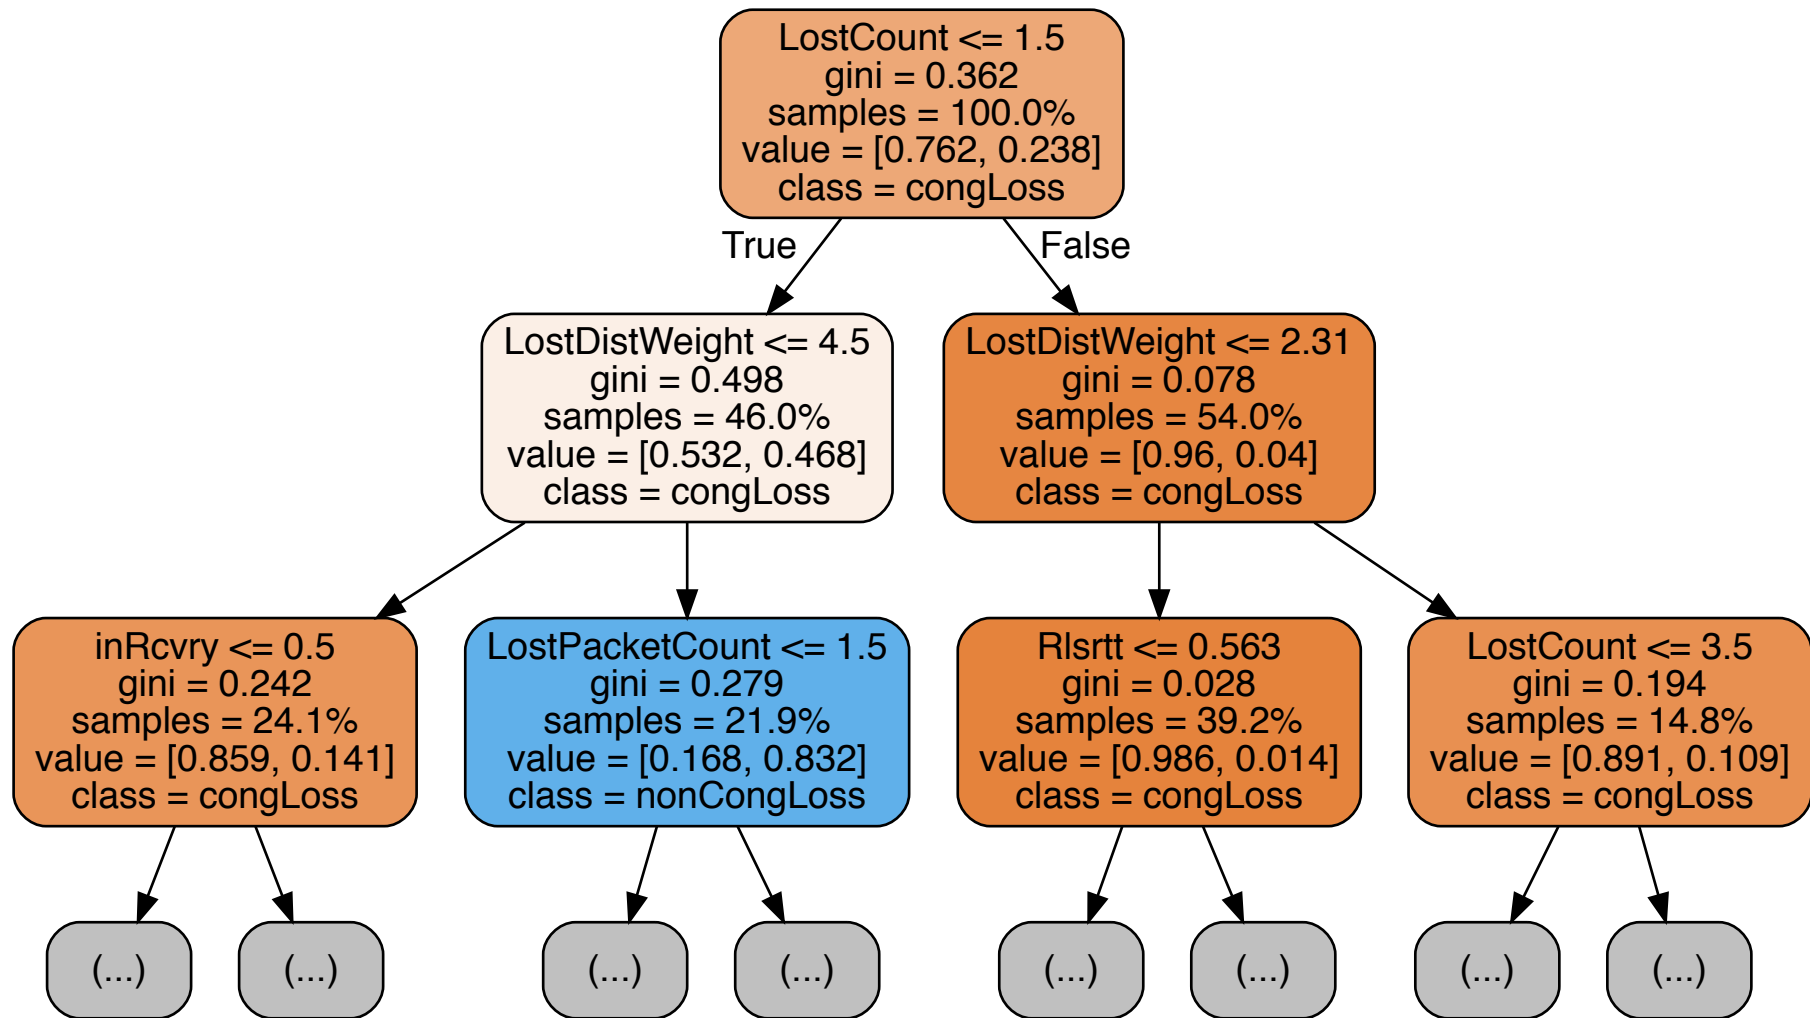 LostCount <= 1.5
gini = 0.362
samples = 100.0%
value = [0.762, 0.238]
class = congLoss
True
False
LostDistWeight <= 4.5
gini = 0.498
samples = 46.0%
value = [0.532, 0.468]
class = congLoss
LostDistWeight <= 2.31
gini = 0.078
samples = 54.0%
value = [0.96, 0.04]
class = congLoss
inRcvry <= 0.5
gini = 0.242
samples = 24.1%
value = [0.859, 0.141]
class = congLoss
LostPacketCount <= 1.5
gini = 0.279
samples = 21.9%
value = [0.168, 0.832]
class = nonCongLoss
Rlsrtt <= 0.563
gini = 0.028
samples = 39.2%
value = [0.986, 0.014]
class = congLoss
LostCount <= 3.5
gini = 0.194
samples = 14.8%
value = [0.891, 0.109]
class = congLoss
(...)
(...)
(...)
(...)
(...)
(...)
(...)
(...)